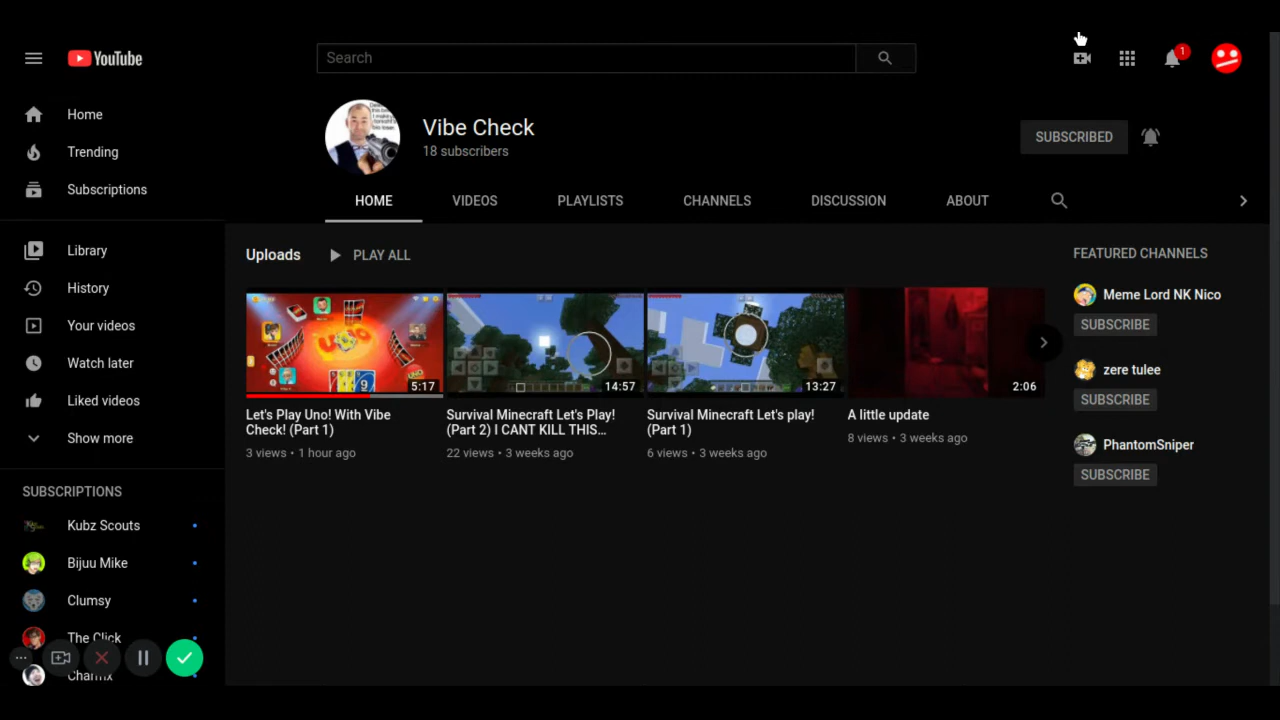 YouTube
Search
1
Home
Trending
Subscriptions
Library
History
Your videos
Watch later
Liked videos
Show more
SUBSCRIPTIONS
Kubz Scouts
Bijuu Mike
Clumsy
The Click
Vibe Check
18 subscribers
SUBSCRIBED
HOME VIDEOS PLAYLISTS CHANNELS DISCUSSION ABOUT
Uploads PLAY ALL
5:17
Let's Play Uno! With Vibe
Check! (Part 1)
3 views • 1 hour ago
14:57
Survival Minecraft Let's Play!
(Part 2) I CANT KILL THIS...
22 views • 3 weeks ago
13:27
Survival Minecraft Let's play!
(Part 1)
6 views • 3 weeks ago
2:06
A little update
8 views • 3 weeks ago
FEATURED CHANNELS
Meme Lord NK Nico
SUBSCRIBE
zere tulee
SUBSCRIBE
PhantomSniper
SUBSCRIBE